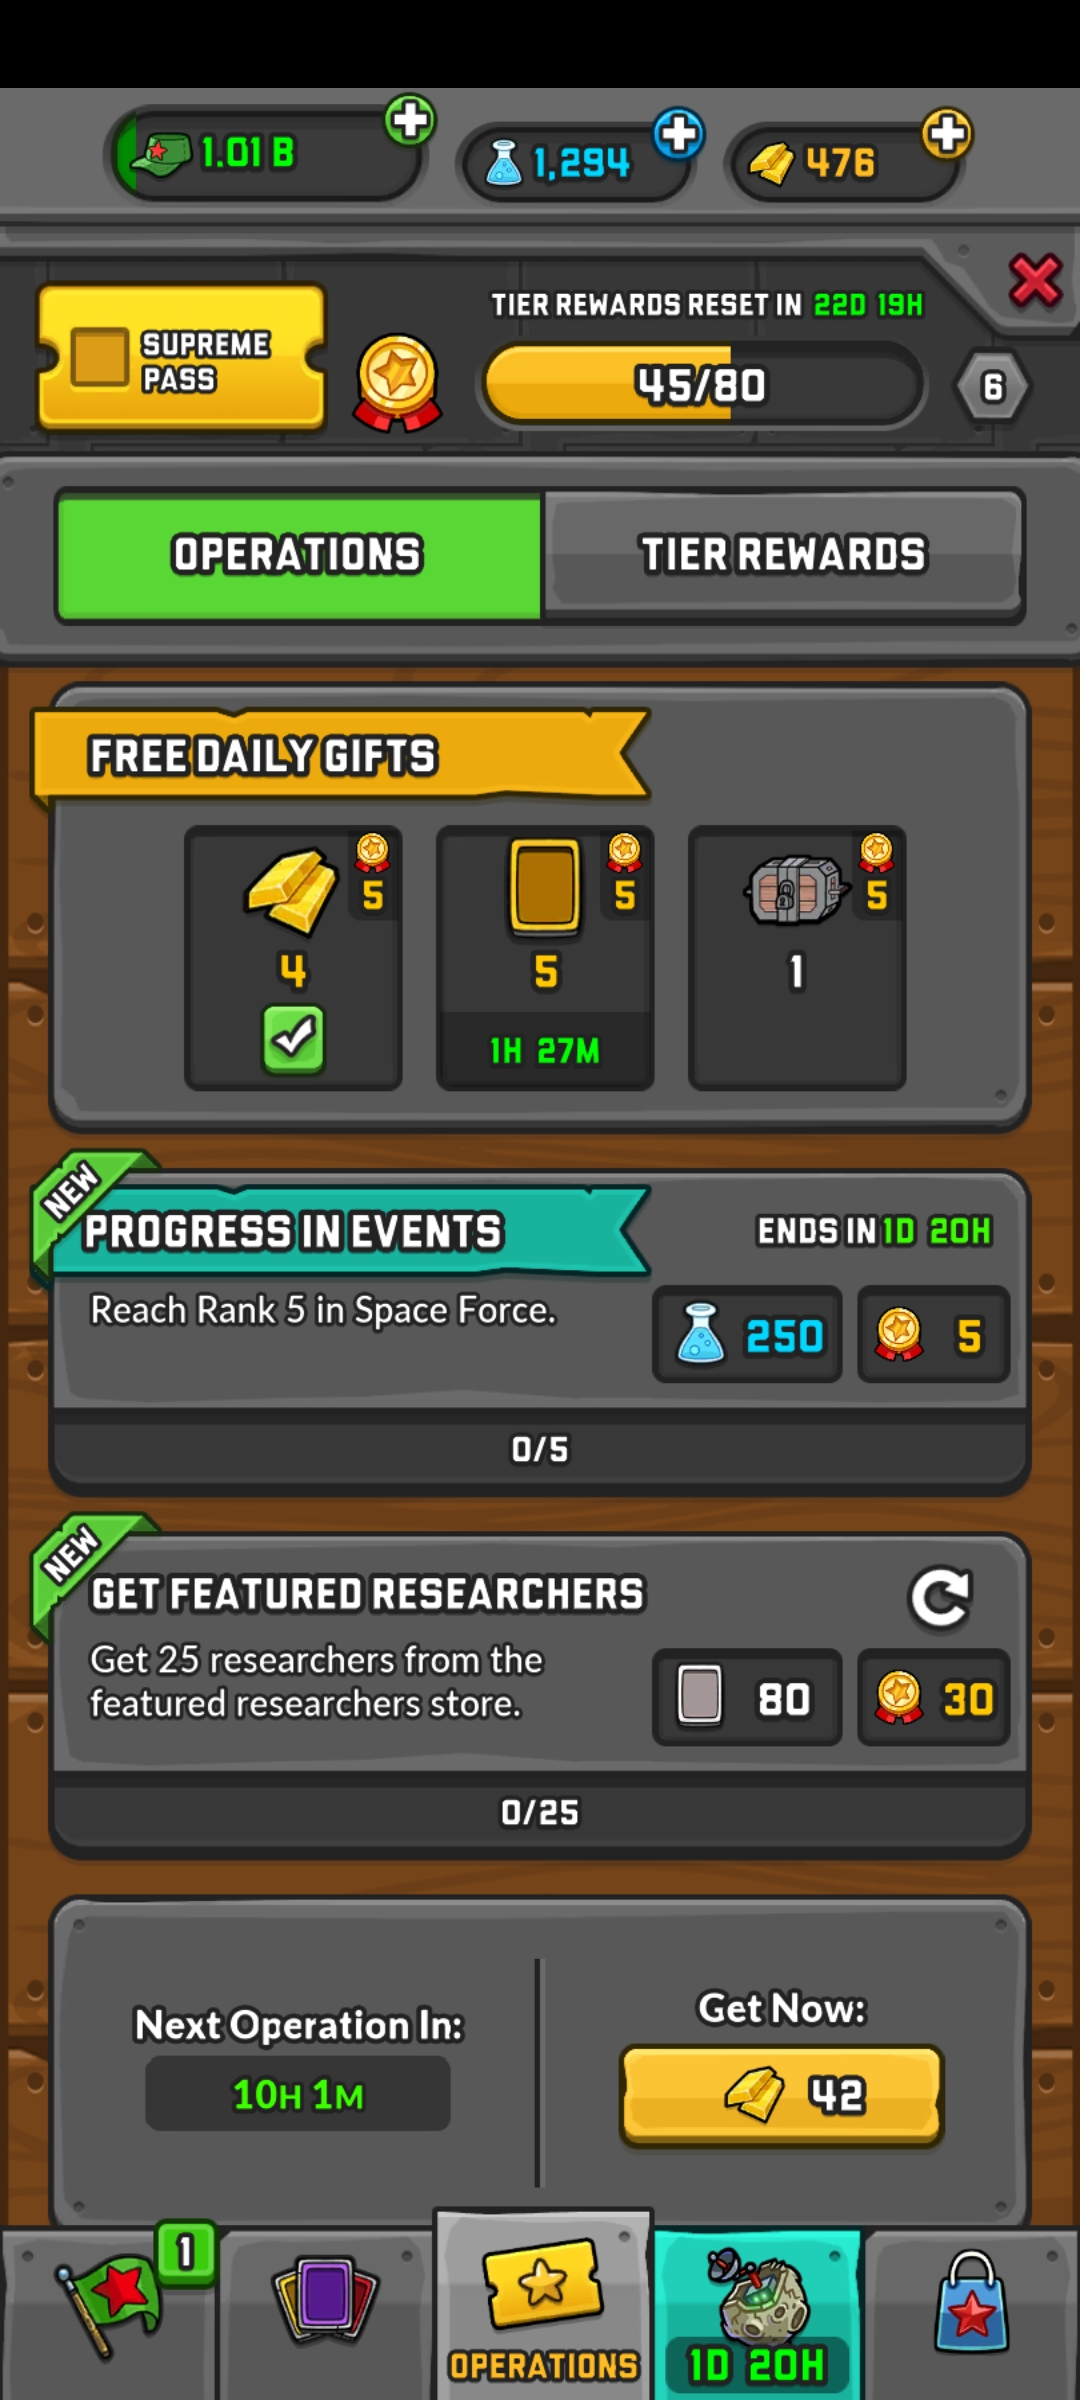 1.01 B
1,294
476
SUPREME
PASS
TIER REWARDS RESET IN 22D 19H
45/80
6
OPERATIONS
TIER REWARDS
FREE DAILY GIFTS
5
5
5
4
5
1
1H 27M
NEW
PROGRESS IN EVENTS
ENDS IN 1D 20H
Reach Rank 5 in Space Force.
250
5
0/5
NEW
GET FEATURED RESEARCHERS
Get 25 researchers from the
featured researchers store.
80
30
0/25
Next Operation In:
10H 1M
Get Now:
42
1
OPERATIONS
1D 20H